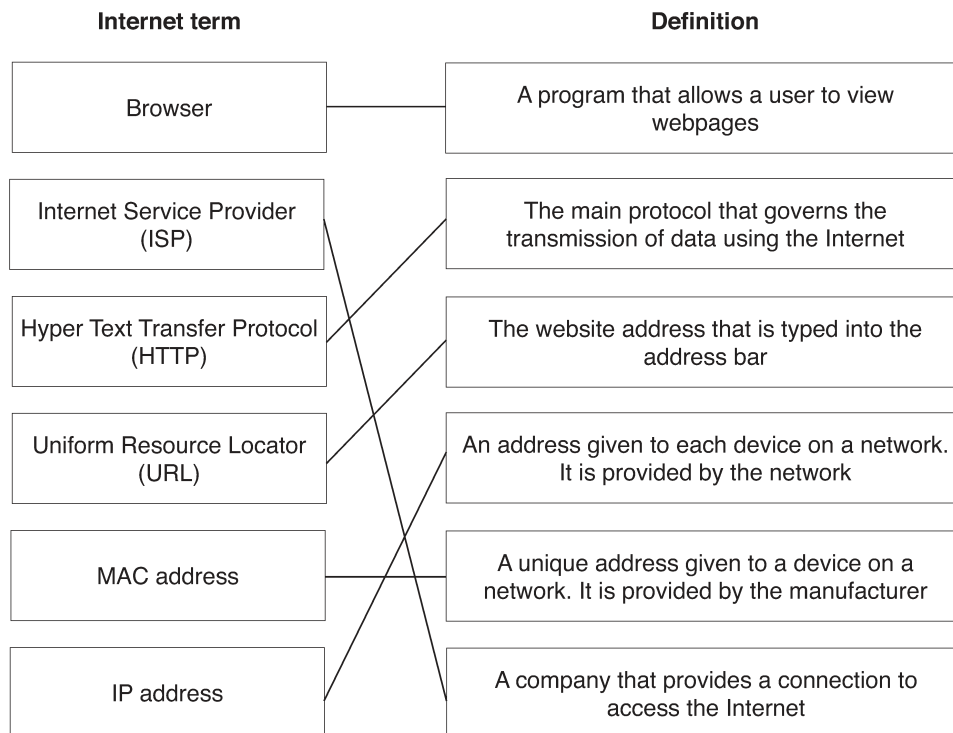 Internet term
Definition
Browser
A program that allows a user to view
webpages
Internet Service Provider
(ISP)
The main protocol that governs the
transmission of data using the Internet
Hyper Text Transfer Protocol
(HTTP)
The website address that is typed into the
address bar
Uniform Resource Locator
(URL)
An address given to each device on a network.
It is provided by the network
MAC address
A unique address given to a device on a
network. It is provided by the manufacturer
IP address
A company that provides a connection to
access the Internet